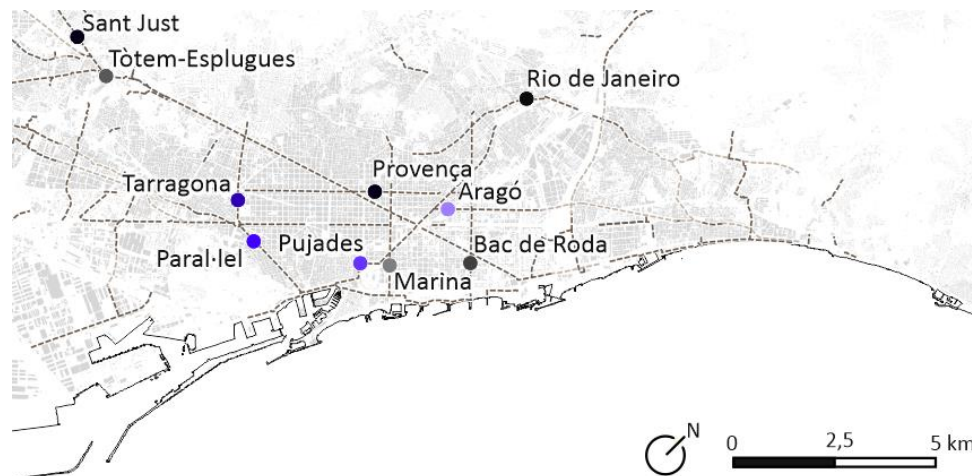 Sant Just
Tòtem-Esplugues
Rio de Janeiro
Provença
Tarragona
Aragó
Pujades
Bac de Roda
Paral·lel
Marina
N
0
2,5
5 km